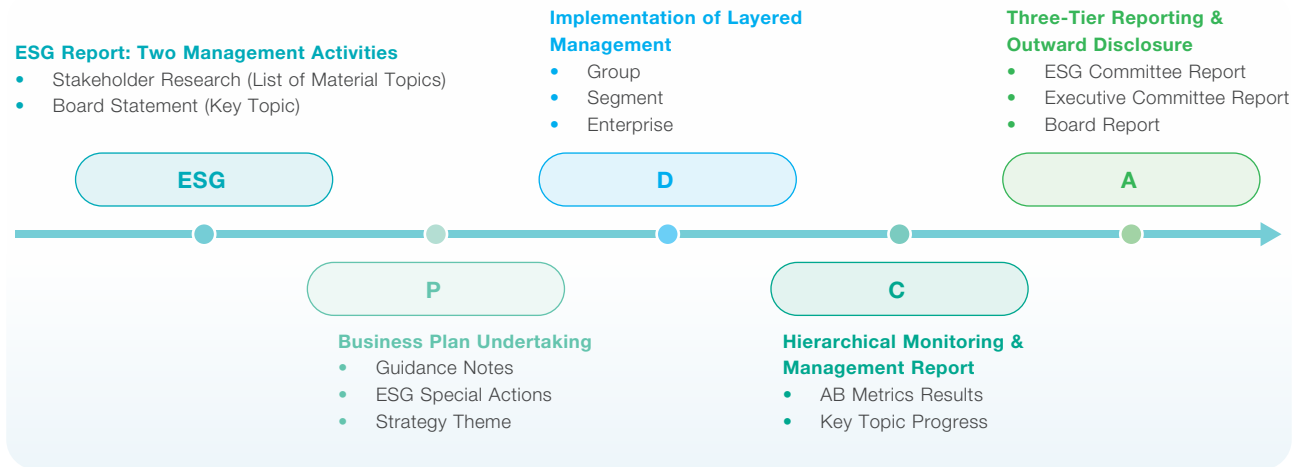 ESG Report: Two Management Activities
• Stakeholder Research (List of Material Topics)
• Board Statement (Key Topic)
ESG
Business Plan Undertaking
• Guidance Notes
• ESG Special Actions
• Strategy Theme
P
Implementation of Layered
Management
• Group
• Segment
• Enterprise
D
C
Hierarchical Monitoring &
Management Report
• AB Metrics Results
• Key Topic Progress
Three-Tier Reporting &
Outward Disclosure
• ESG Committee Report
• Executive Committee Report
• Board Report
A